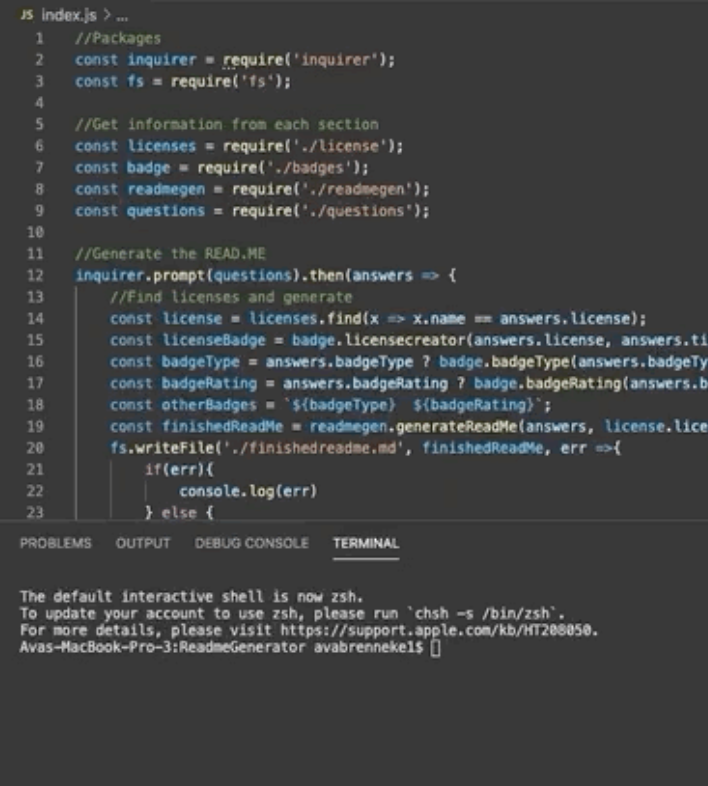 JS index.js > ...
1 //Packages
2 const inquirer = require('inquirer');
3 const fs = require('fs');
4
5 //Get information from each section
6 const licenses = require('./license');
7 const badge = require('./badges');
8 const readmegen = require('./readmegen');
9 const questions = require('./questions');
10
11 //Generate the READ.ME
12 inquirer.prompt(questions).then(answers => {
13 //Find licenses and generate
14 const license = licenses.find(x => x.name == answers.license);
15 const licenseBadge = badge.licensecreator(answers.license, answers.ti
16 const badgeType = answers.badgeType ? badge.badgeType(answers.badgeTy
17 const badgeRating = answers.badgeRating ? badge.badgeRating(answers.b
18 const otherBadges = `${badgeType} ${badgeRating}`;
19 const finishedReadMe = readmegen.generateReadMe(answers, license.lice
20 fs.writeFile('./finishedreadme.md', finishedReadMe, err =>{
21 if(err){
22 console.log(err)
23 } else {
PROBLEMS OUTPUT DEBUG CONSOLE TERMINAL
The default interactive shell is now zsh.
To update your account to use zsh, please run `chsh -s /bin/zsh`.
For more details, please visit https://support.apple.com/kb/HT208050.
Avas-MacBook-Pro-3:ReadmeGenerator avabrenneke1$